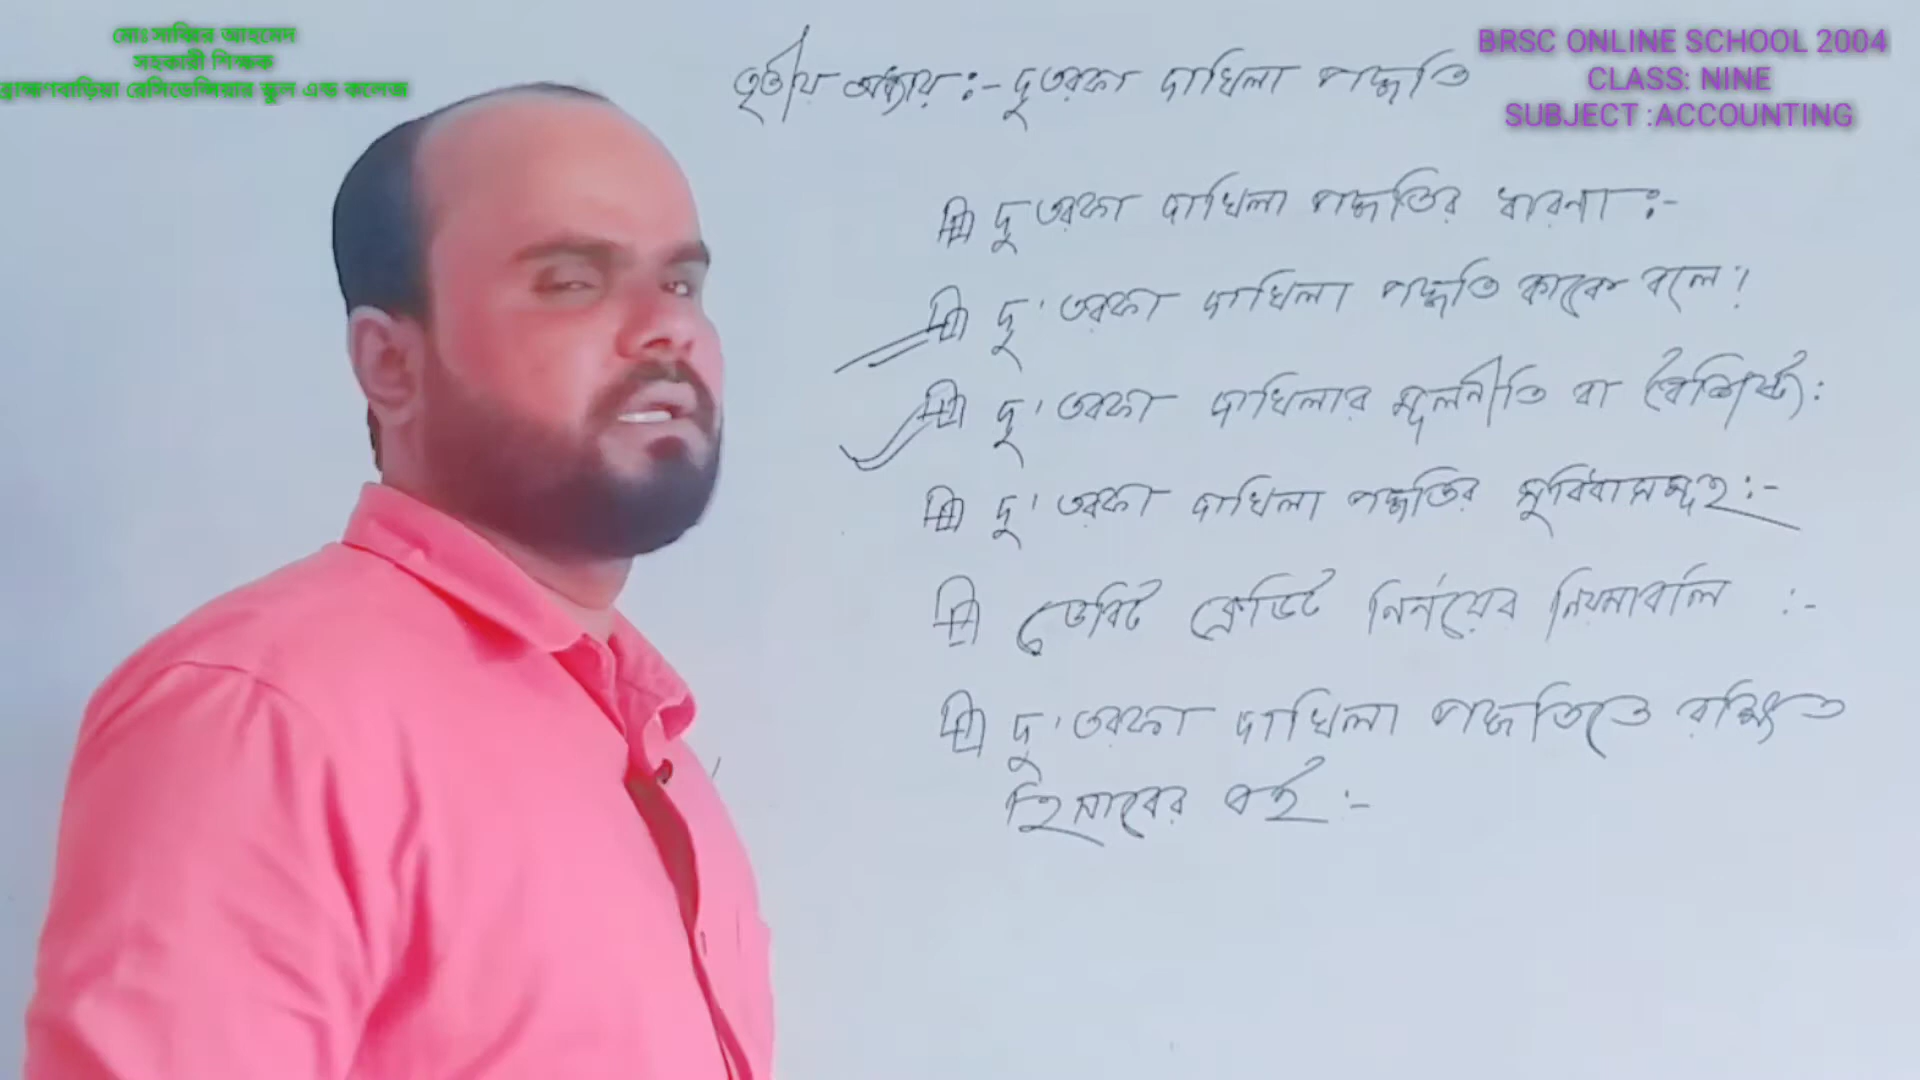 মোঃ সাব্বির আহমেদ
সহকারী শিক্ষক
ব্রাহ্মণবাড়িয়া রেসিডেন্সিয়াল স্কুল এন্ড কলেজ
BRSC ONLINE SCHOOL 2004
CLASS: NINE
SUBJECT :ACCOUNTING
তৃতীয় অধ্যায় :- দুতরফা দাখিলা পদ্ধতি
দু তরফা দাখিলা পদ্ধতির ধারনা :-
দু'তরফা দাখিলা পদ্ধতি কাকে বলে?
দু'তরফা দাখিলার মূলনীতি বা বৈশিষ্ট্য:
দু'তরফা দাখিলা পদ্ধতির সুবিধাসমূহ :-
ডেবিট ক্রেডিট নির্ণয়ের নিয়মাবলি :-
দু'তরফা দাখিলা পদ্ধতিতে রক্ষিত
হিসাবের বই :-